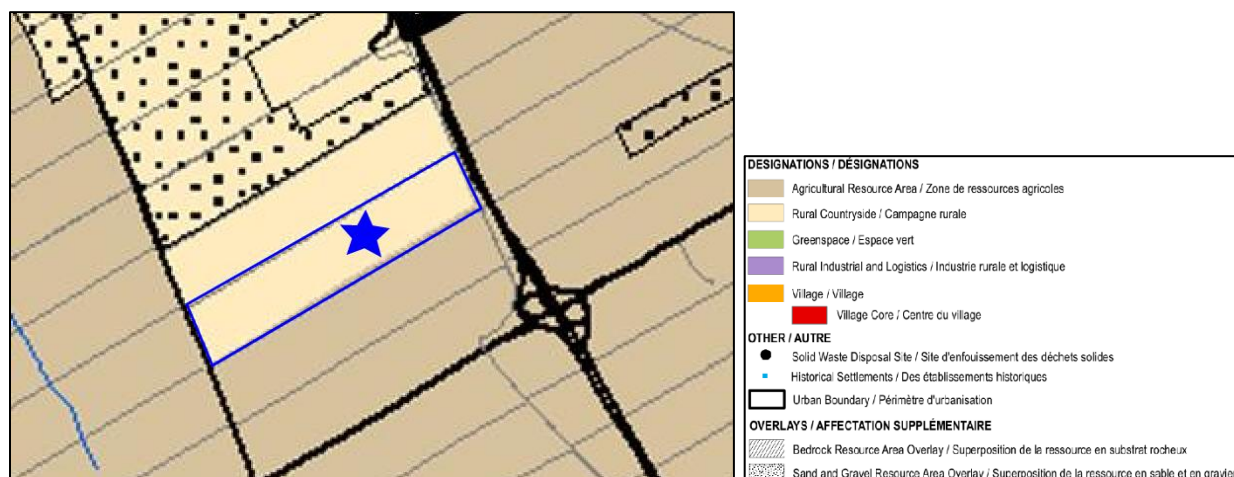 DESIGNATIONS / DÉSIGNATIONS
Agricultural Resource Area / Zone de ressources agricoles
Rural Countryside / Campagne rurale
Greenspace / Espace vert
Rural Industrial and Logistics / Industrie rurale et logistique
Village / Village
Village Core / Centre du village
OTHER / AUTRE
Solid Waste Disposal Site / Site d'enfouissement des déchets solides
Historical Settlements / Des établissements historiques
Urban Boundary / Périmètre d'urbanisation
OVERLAYS / AFFECTATION SUPPLÉMENTAIRE
Bedrock Resource Area Overlay / Superposition de la ressource en substrat rocheux
Sand and Gravel Resource Area Overlay / Superposition de la ressource en sable et en gravier